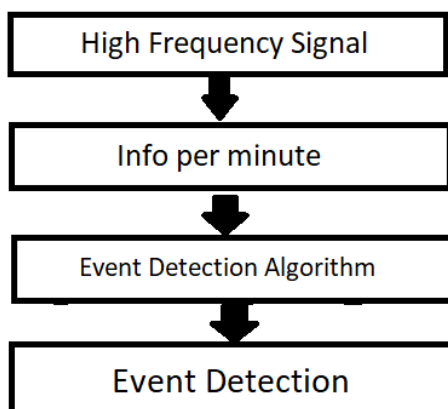 High Frequency Signal
Info per minute
Event Detection Algorithm
Event Detection